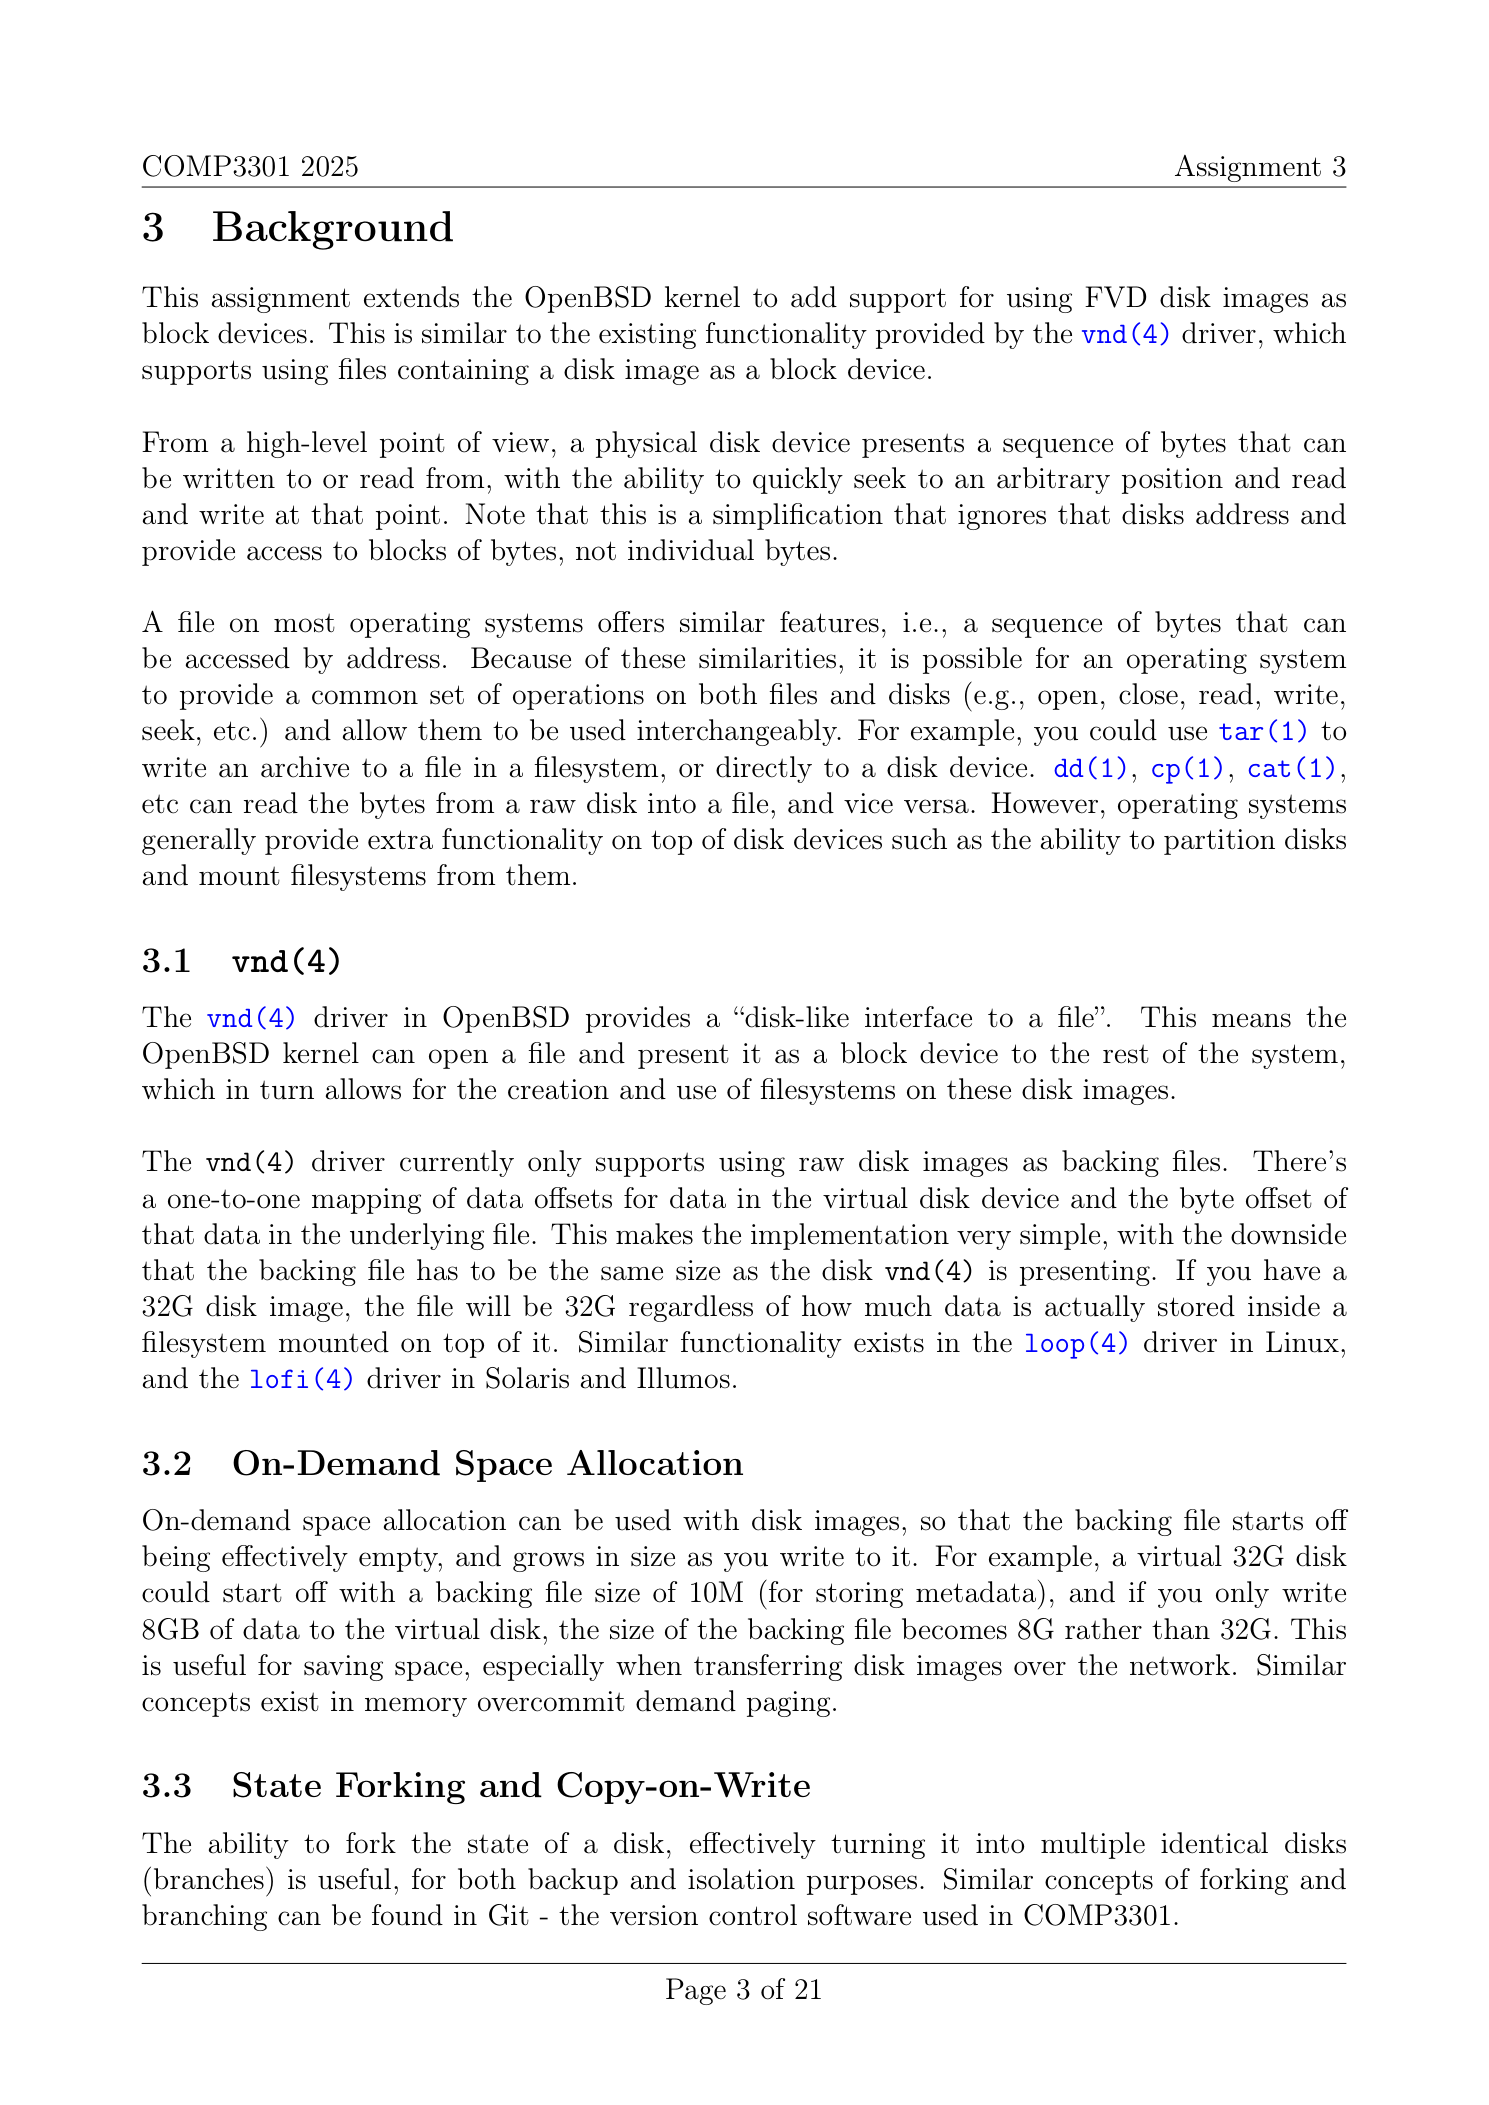 COMP3301 2025 Assignment 3
3 Background
This assignment extends the OpenBSD kernel to add support for using FVD disk images as
block devices. This is similar to the existing functionality provided by the vnd(4) driver, which
supports using files containing a disk image as a block device.
From a high-level point of view, a physical disk device presents a sequence of bytes that can
be written to or read from, with the ability to quickly seek to an arbitrary position and read
and write at that point. Note that this is a simplification that ignores that disks address and
provide access to blocks of bytes, not individual bytes.
A file on most operating systems offers similar features, i.e., a sequence of bytes that can
be accessed by address. Because of these similarities, it is possible for an operating system
to provide a common set of operations on both files and disks (e.g., open, close, read, write,
seek, etc.) and allow them to be used interchangeably. For example, you could use tar(1) to
write an archive to a file in a filesystem, or directly to a disk device. dd(1), cp(1), cat(1),
etc can read the bytes from a raw disk into a file, and vice versa. However, operating systems
generally provide extra functionality on top of disk devices such as the ability to partition disks
and mount filesystems from them.
3.1 vnd(4)
The vnd(4) driver in OpenBSD provides a “disk-like interface to a file”. This means the
OpenBSD kernel can open a file and present it as a block device to the rest of the system,
which in turn allows for the creation and use of filesystems on these disk images.
The vnd(4) driver currently only supports using raw disk images as backing files. There’s
a one-to-one mapping of data offsets for data in the virtual disk device and the byte offset of
that data in the underlying file. This makes the implementation very simple, with the downside
that the backing file has to be the same size as the disk vnd(4) is presenting. If you have a
32G disk image, the file will be 32G regardless of how much data is actually stored inside a
filesystem mounted on top of it. Similar functionality exists in the loop(4) driver in Linux,
and the lofi(4) driver in Solaris and Illumos.
3.2 On-Demand Space Allocation
On-demand space allocation can be used with disk images, so that the backing file starts off
being effectively empty, and grows in size as you write to it. For example, a virtual 32G disk
could start off with a backing file size of 10M (for storing metadata), and if you only write
8GB of data to the virtual disk, the size of the backing file becomes 8G rather than 32G. This
is useful for saving space, especially when transferring disk images over the network. Similar
concepts exist in memory overcommit demand paging.
3.3 State Forking and Copy-on-Write
The ability to fork the state of a disk, effectively turning it into multiple identical disks
(branches) is useful, for both backup and isolation purposes. Similar concepts of forking and
branching can be found in Git - the version control software used in COMP3301.
Page 3 of 21